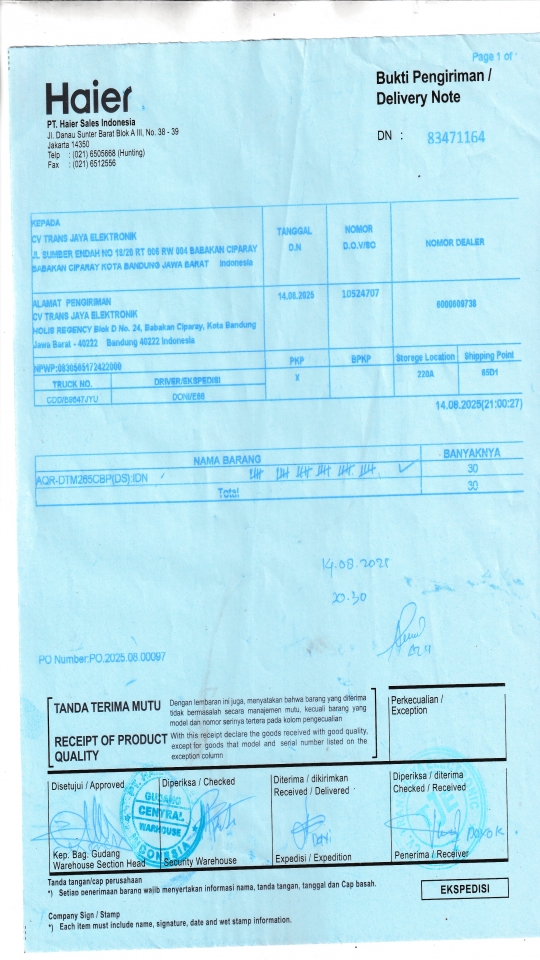 Page 1 of
Haier
Bukti Pengiriman /
Delivery Note
PT. Haier Sales Indonesia
Jl. Danau Sunter Barat Blok A III, No. 38 - 39
Jakarta 14350
Telp : (021) 6505668 (Hunting)
Fax : (021) 6512556
DN : 83471164
KEPADA
CV TRANS JAYA ELEKTRONIK
JL SUMBER ENDAH NO 18/20 RT 006 RW 004 BABAKAN CIPARAY
BABAKAN CIPARAY KOTA BANDUNG JAWA BARAT Indonesia
TANGGAL
D.N
NOMOR
D.O.V/SO
NOMOR DEALER
ALAMAT PENGIRIMAN
CV TRANS JAYA ELEKTRONIK
HOLIS REGENCY Blok D No. 24, Babakan Ciparay, Kota Bandung
Jawa Barat - 40222 Bandung 40222 Indonesia
14.08.2025
10524707
6000609738
NPWP:0830565172422000
PKP
BPKP
Storege Location
Shipping Point
TRUCK NO.
DRIVER/EKSPEDISI
X
220A
85D1
DONI/E86
14.08.2025(21:00:27)
NAMA BARANG
BANYAKNYA
AQR-DTM265CBP(DS) IDN
30
Total
30
14.08.2025
20.30
PO Number:PO.2025.08.00097
TANDA TERIMA MUTU
Dengan lembaran ini juga, menyatakan bahwa barang yang diterima
tidak bermasalah secara manajemen mutu, kecuali barang yang
model dan nomor serinya tertera pada kolom pengecualian
RECEIPT OF PRODUCT
QUALITY
With this receipt declare the goods received with good quality,
except for goods that model and serial number listed on the
exception column
Perkecualian /
Exception
Disetujui / Approved
Diperiksa / Checked
Diterima / dikirimkan
Received / Delivered
Diperiksa / diterima
Checked / Received
GUDANG
CENTRAL
WARHOUSE
INDONESIA
Kep. Bag. Gudang
Warehouse Section Head
Security Warehouse
Expedisi / Expedition
Penerima / Receiver
Tanda tangan/cap perusahaan
*) Setiap penerimaan barang wajib menyertakan informasi nama, tanda tangan, tanggal dan Cap basah.
EKSPEDISI
Company Sign / Stamp
*) Each item must include name, signature, date and wet stamp information.